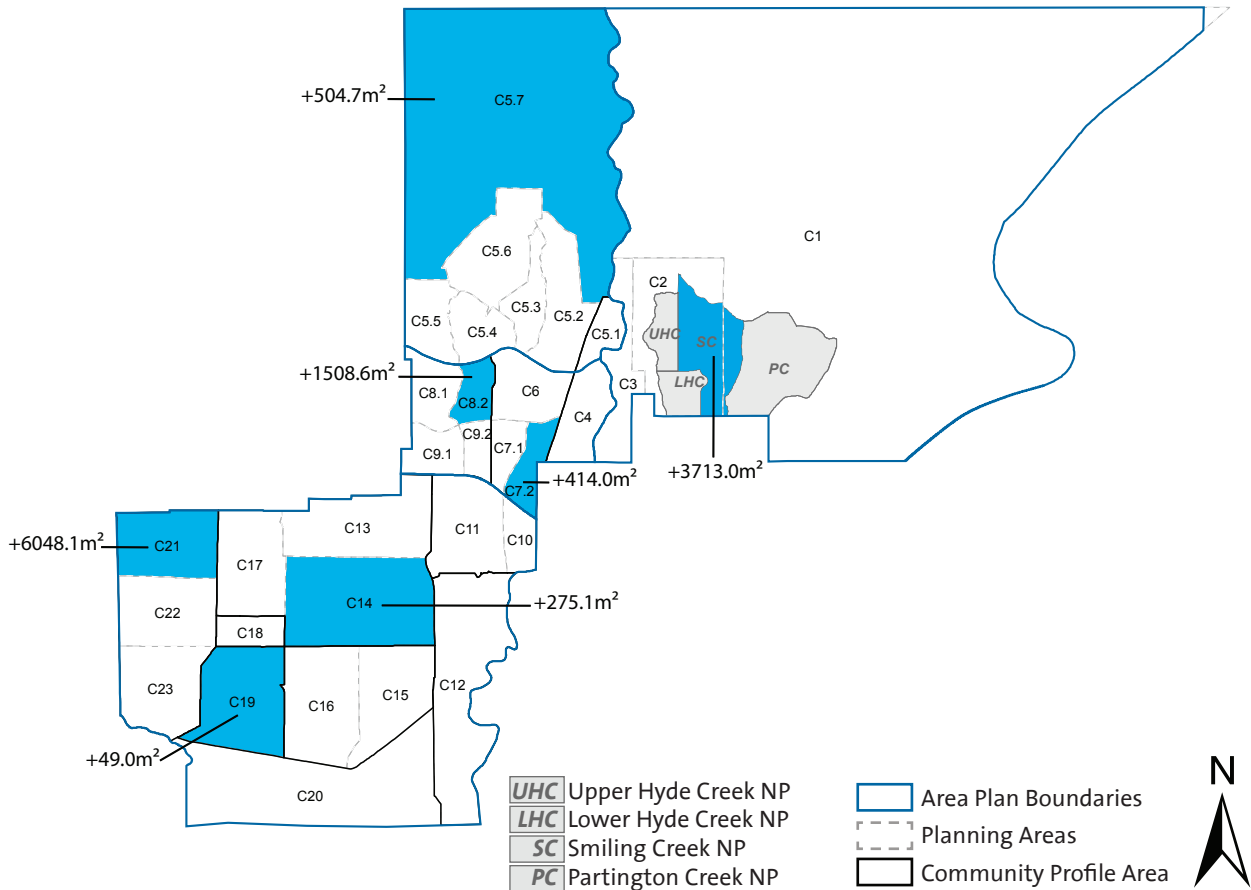 +504.7m²
C5.7
C1
C5.6
C2
C5.3
C5.5
C5.4
C5.2
C5.1
UHC
SC
LHC
PC
+1508.6m²
C8.1
C8.2
C6
C3
C4
C9.2
C7.1
C9.1
+3713.0m²
C7.2
+414.0m²
C13
C11
C10
+6048.1m²
C21
C17
C14
+275.1m²
C22
C18
C23
C19
C16
C15
C12
+49.0m²
C20
UHC Upper Hyde Creek NP
LHC Lower Hyde Creek NP
SC Smiling Creek NP
PC Partington Creek NP
Area Plan Boundaries
Planning Areas
Community Profile Area
N